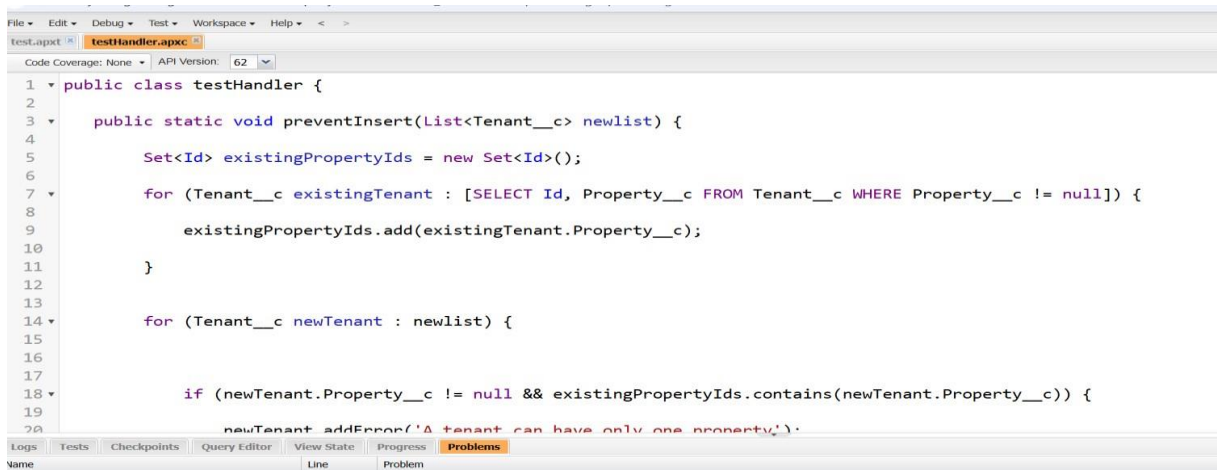 File Edit Debug Test Workspace Help < >
test.apxt testHandler.apxc
Code Coverage: None API Version: 62
1 public class testHandler {
2
3 public static void preventInsert(List<Tenant__c> newlist) {
4
5 Set<Id> existingPropertyIds = new Set<Id>();
6
7 for (Tenant__c existingTenant : [SELECT Id, Property__c FROM Tenant__c WHERE Property__c != null]) {
8
9 existingPropertyIds.add(existingTenant.Property__c);
10
11 }
12
13
14 for (Tenant__c newTenant : newlist) {
15
16
17
18 if (newTenant.Property__c != null && existingPropertyIds.contains(newTenant.Property__c)) {
19
20 newTenant.addError('A tenant can have only one property');
Logs Tests Checkpoints Query Editor View State Progress Problems
Name Line Problem